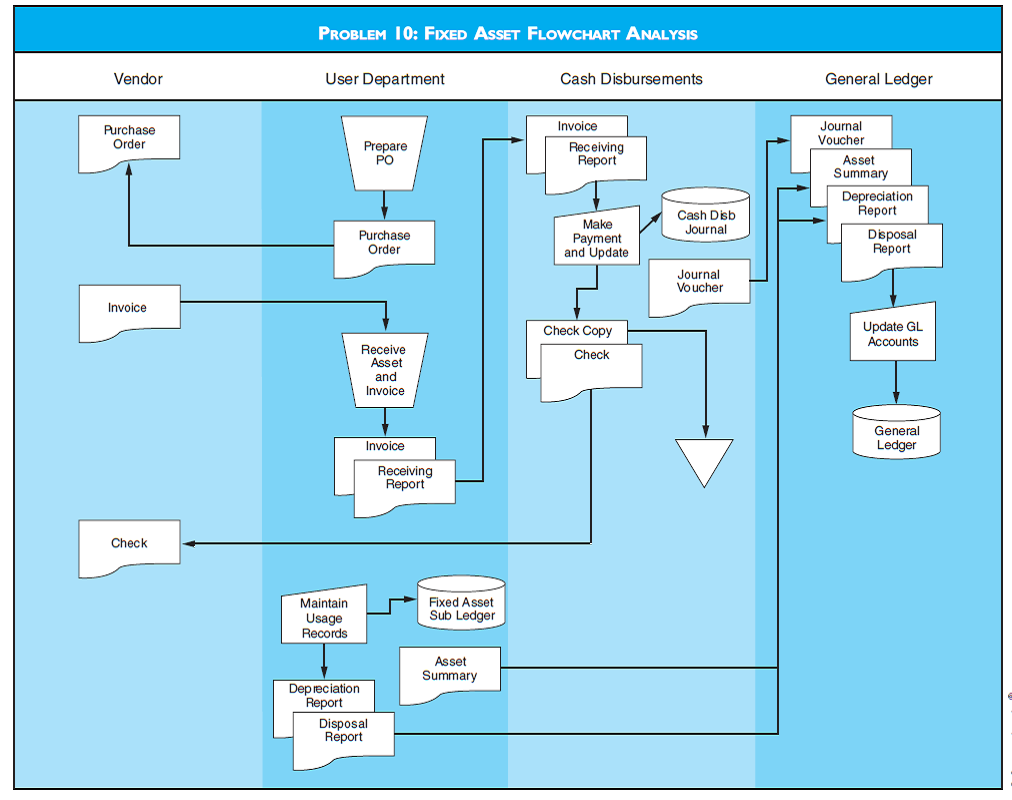 PROBLEM 10: FIXED ASSET FLOWCHART ANALYSIS
Vendor
User Department
Cash Disbursements
General Ledger
Purchase
Order
Prepare
PO
Purchase
Order
Invoice
Receive
Asset
and
Invoice
Invoice
Receiving
Report
Check
Maintain
Usage
Records
Fixed Asset
Sub Ledger
Asset
Summary
Depreciation
Report
Disposal
Report
Invoice
Receiving
Report
Make
Payment
and Update
Cash Disb
Journal
Journal
Voucher
Check Copy
Check
Journal
Voucher
Asset
Summary
Depreciation
Report
Disposal
Report
Update GL
Accounts
General
Ledger